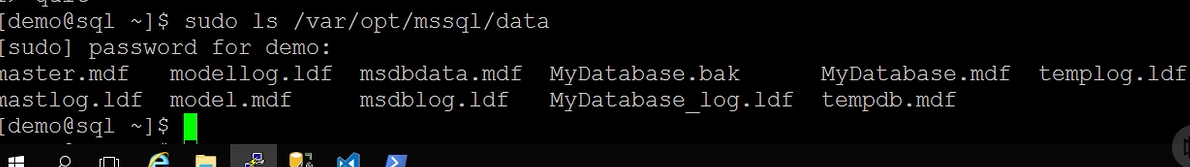 [demo@sql ~]$ sudo ls /var/opt/mssql/data
[sudo] password for demo:
master.mdf modellog.ldf msdbdata.mdf MyDatabase.bak MyDatabase.mdf templog.ldf
mastlog.ldf model.mdf msdblog.ldf MyDatabase_log.ldf tempdb.mdf
[demo@sql ~]$